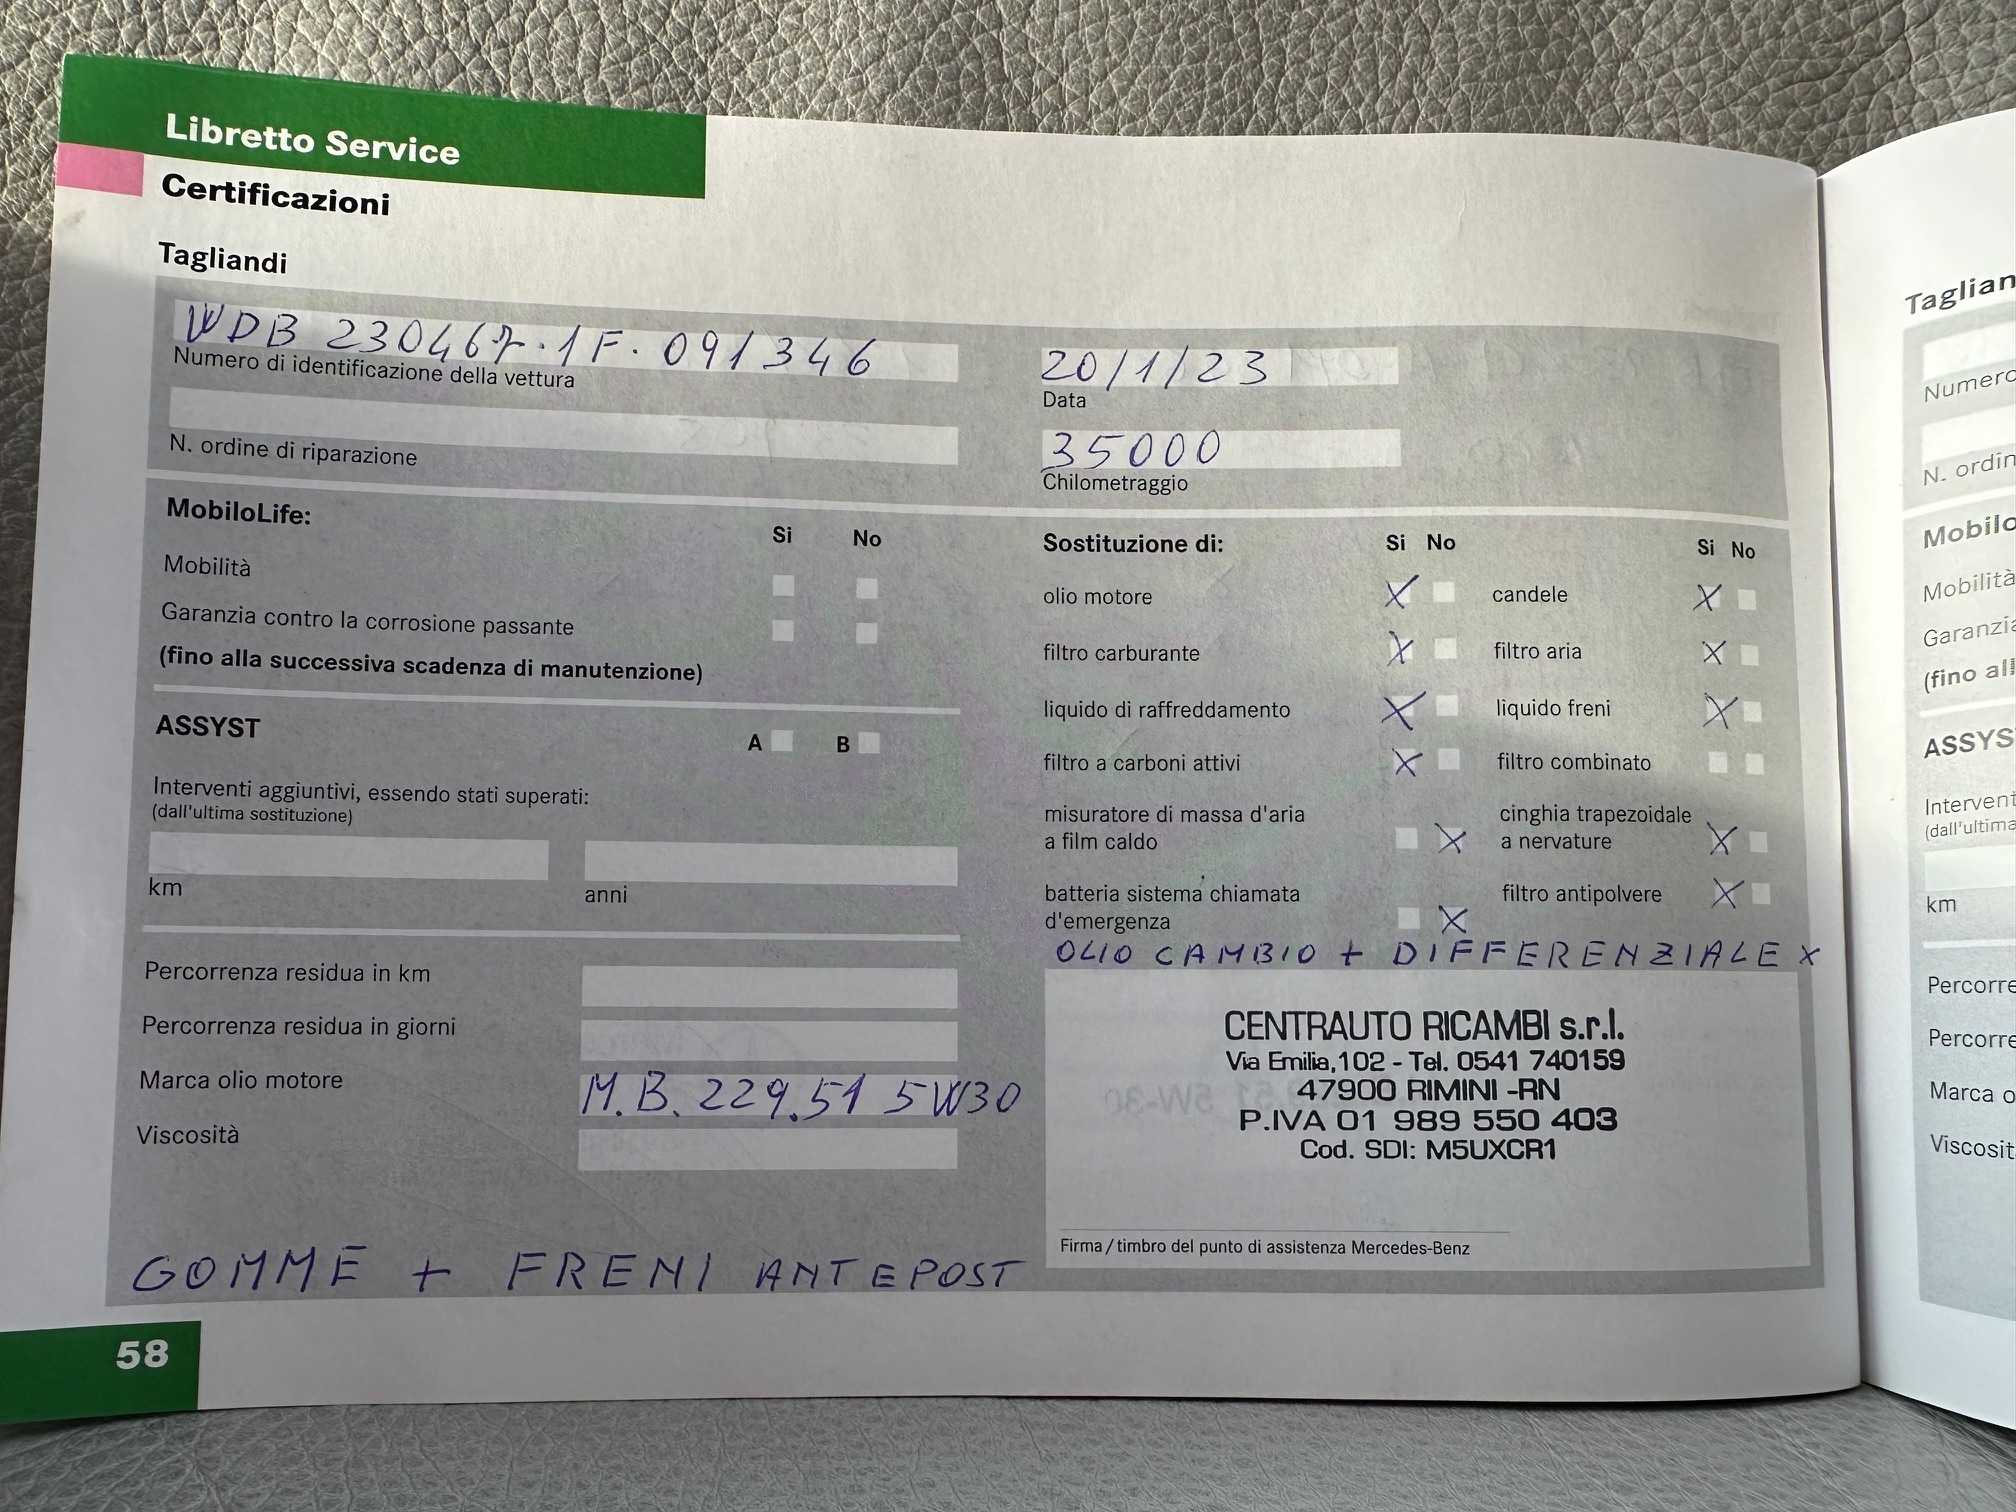 Libretto Service
Certificazioni
Tagliandi
WDB 230467.1F.091346
Numero di identificazione della vettura
N. ordine di riparazione
20/1/23
Data
35000
Chilometraggio
MobiloLife:
Si No
Mobilità
Garanzia contro la corrosione passante
(fino alla successiva scadenza di manutenzione)
ASSYST
A B
Interventi aggiuntivi, essendo stati superati:
(dall'ultima sostituzione)
km
anni
Percorrenza residua in km
Percorrenza residua in giorni
Marca olio motore
M.B. 229.51 5W30
Viscosità
GOMME + FRENI ANTEPOST
Sostituzione di:
Si No
Si No
olio motore X
candele X
filtro carburante X
filtro aria X
liquido di raffreddamento X
liquido freni X
filtro a carboni attivi X
filtro combinato
misuratore di massa d'aria
a film caldo X
cinghia trapezoidale
a nervature X
batteria sistema chiamata
d'emergenza X
filtro antipolvere X
OLIO CAMBIO + DIFFERENZIALE X
CENTRAUTO RICAMBI s.r.l.
Via Emilia,102 - Tel. 0541 740159
47900 RIMINI -RN
P.IVA 01 989 550 403
Cod. SDI: M5UXCR1
Firma / timbro del punto di assistenza Mercedes-Benz
58
Taglian
Numero
N. ordin
Mobilo
Mobilità
Garanzia
(fino all
ASSYS
Intervent
(dall'ultima
km
Percorre
Percorre
Marca o
Viscosit